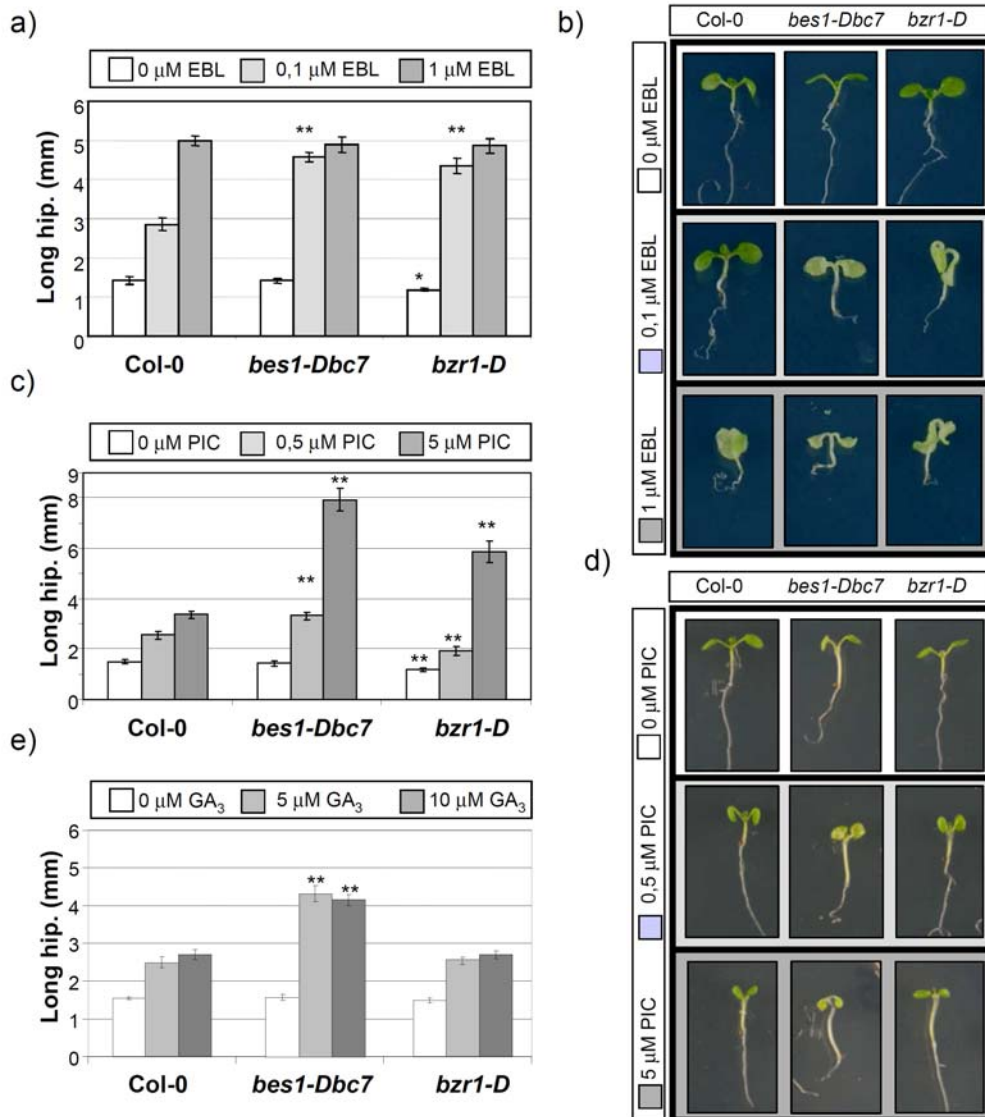 a)
0 µM EBL 0,1 µM EBL 1 µM EBL
Long hip. (mm)
6
5
4
3
2
1
0
**
**
*
Col-0 bes1-Dbc7 bzr1-D
b)
Col-0 bes1-Dbc7 bzr1-D
0 µM EBL
0,1 µM EBL
1 µM EBL
c)
0 µM PIC 0,5 µM PIC 5 µM PIC
Long hip. (mm)
9
8
6
4
2
0
**
**
**
**
**
Col-0 bes1-Dbc7 bzr1-D
d)
Col-0 bes1-Dbc7 bzr1-D
0 µM PIC
0,5 µM PIC
5 µM PIC
e)
0 µM GA3 5 µM GA3 10 µM GA3
Long hip. (mm)
6
5
4
3
2
1
0
** **
Col-0 bes1-Dbc7 bzr1-D